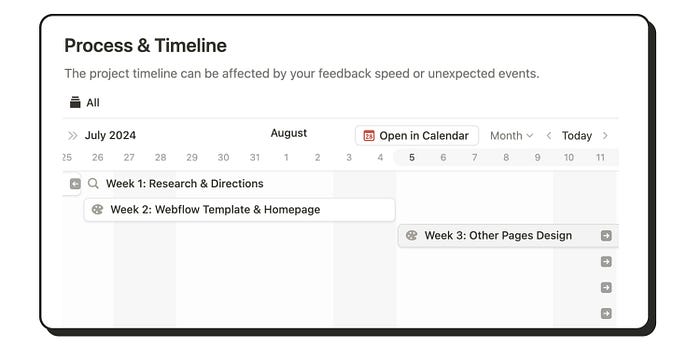 Process & Timeline
The project timeline can be affected by your feedback speed or unexpected events.
All
July 2024 August 28 Open in Calendar Month Today
25 26 27 28 29 30 31 1 2 3 4 5 6 7 8 9 10 11
Week 1: Research & Directions
Week 2: Webflow Template & Homepage
Week 3: Other Pages Design